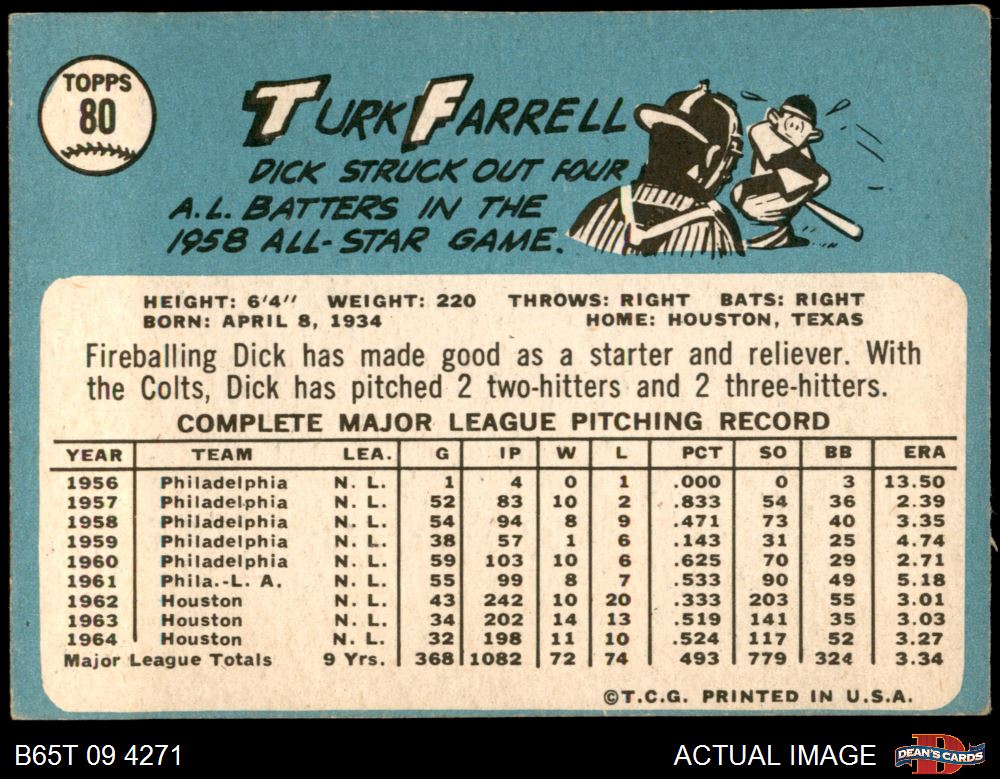 TOPPS
80
TURK FARRELL
DICK STRUCK OUT FOUR
A.L. BATTERS IN THE
1958 ALL-STAR GAME.
HEIGHT: 6'4" WEIGHT: 220 THROWS: RIGHT BATS: RIGHT
BORN: APRIL 8, 1934 HOME: HOUSTON, TEXAS
Fireballing Dick has made good as a starter and reliever. With
the Colts, Dick has pitched 2 two-hitters and 2 three-hitters.
COMPLETE MAJOR LEAGUE PITCHING RECORD
YEAR TEAM LEA. G IP W L PCT SO BB ERA
1956 Philadelphia N. L. 1 4 0 1 .000 0 3 13.50
1957 Philadelphia N. L. 52 83 10 2 .833 54 36 2.39
1958 Philadelphia N. L. 54 94 8 9 .471 73 40 3.35
1959 Philadelphia N. L. 38 57 1 6 .143 31 25 4.74
1960 Philadelphia N. L. 59 103 10 6 .625 70 29 2.71
1961 Phila.-L. A. N. L. 55 99 8 7 .533 90 49 5.18
1962 Houston N. L. 43 242 10 20 .333 203 55 3.01
1963 Houston N. L. 34 202 14 13 .519 141 35 3.03
1964 Houston N. L. 32 198 11 10 .524 117 52 3.27
Major League Totals 9 Yrs. 368 1082 72 74 493 779 324 3.34
©T.C.G. PRINTED IN U.S.A.
B65T 09 4271 ACTUAL IMAGE DEAN'S CARDS